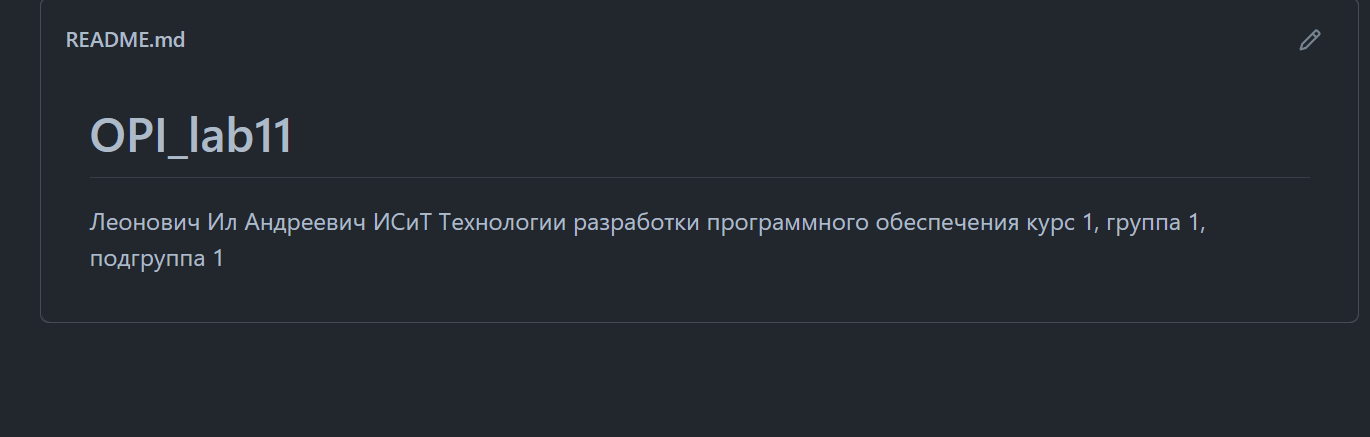 README.md
OPI_lab11
Леонович Ил Андреевич ИСиТ Технологии разработки программного обеспечения курс 1, группа 1,
подгруппа 1